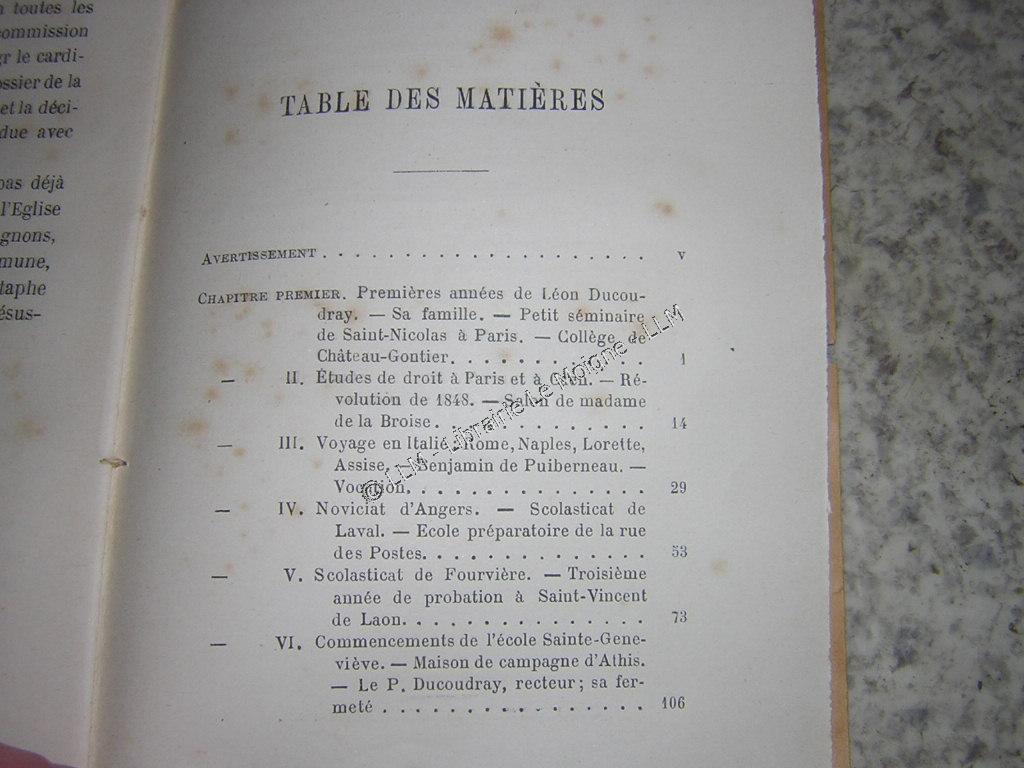 toutes les
commission
gr le cardi-
ossier de la
et la déci-
due avec
pas déjà
l'Eglise
gnons,
mune,
taphe
ésus-
TABLE DES MATIÈRES
AVERTISSEMENT . . . . . . . . . . . . . . . . . . . . V
CHAPITRE PREMIER. Premières années de Léon Ducou-
dray. — Sa famille. — Petit séminaire
de Saint-Nicolas à Paris. — Collège de
Château-Gontier. . . . . . . . . . . . 1
— II. Études de droit à Paris et à — Ré-
volution de 1848. — Salon de madame
de la Broise . . . . . . . . . . . . . 14
— III. Voyage en Italie. Rome, Naples, Lorette,
Assise. — Benjamin de Puiberneau. —
Vocation. . . . . . . . . . . . . . . 29
— IV. Noviciat d'Angers. — Scolasticat de
Laval. — Ecole préparatoire de la rue
des Postes. . . . . . . . . . . . . . 53
— V. Scolasticat de Fourvière. — Troisième
année de probation à Saint-Vincent
de Laon. . . . . . . . . . . . . . . 73
— VI. Commencements de l'école Sainte-Gene-
viève. — Maison de campagne d'Athis.
— Le P. Ducoudray, recteur ; sa fer-
meté . . . . . . . . . . . . . . . . 106
© LLM - Librairie Le Moigne - LLM